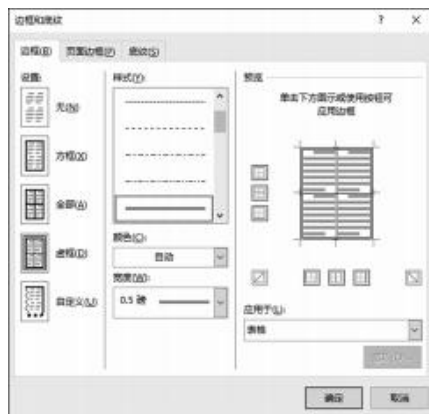 边框和底纹
?
×
边框(B)
页面边框(P)
底纹(S)
设置:
无(N)
方框(X)
全部(A)
虚框(D)
自定义(U)
样式(Y):
颜色(C):
自动
宽度(W):
0.5 磅
预览
单击下方图示或使用按钮可
应用边框
应用于(L):
表格
确定
取消